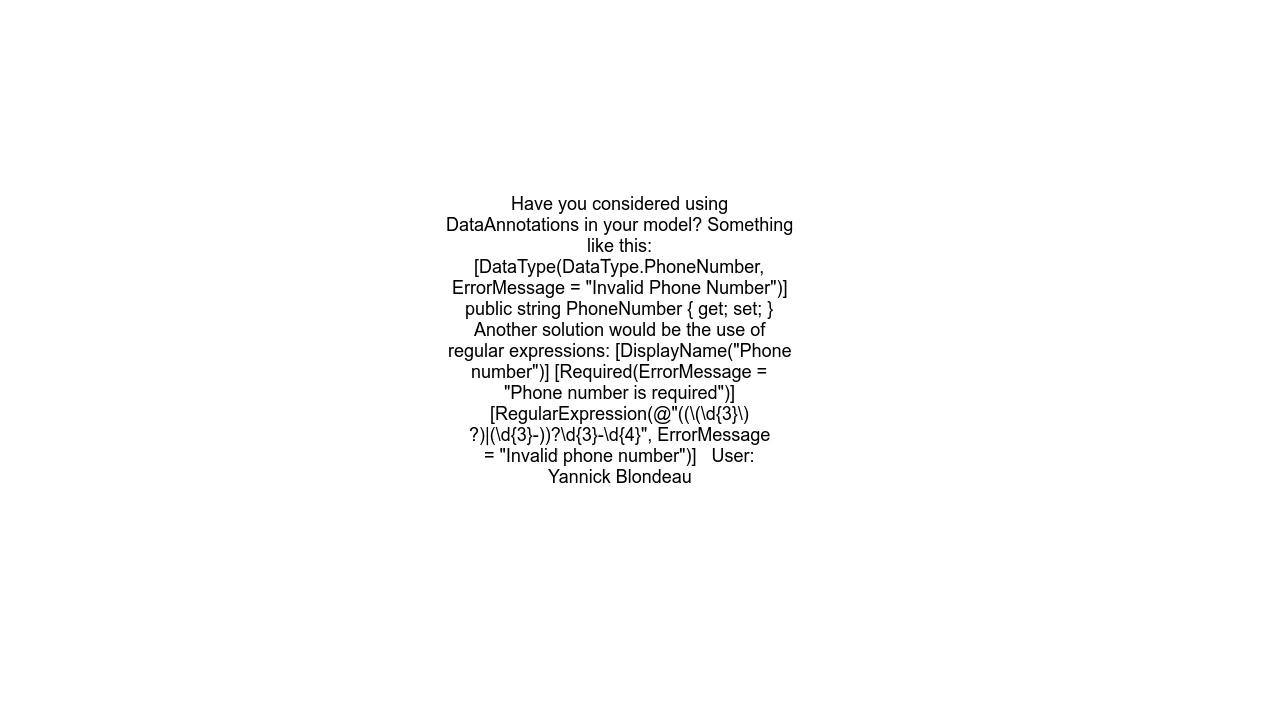 Have you considered using
DataAnnotations in your model? Something
like this:
[DataType(DataType.PhoneNumber,
ErrorMessage = "Invalid Phone Number")]
public string PhoneNumber { get; set; }
Another solution would be the use of
regular expressions: [DisplayName("Phone
number")] [Required(ErrorMessage =
"Phone number is required")]
[RegularExpression(@"((\(\d{3}\)
?)|(\d{3}-))?\d{3}-\d{4}", ErrorMessage
= "Invalid phone number")]   User:
Yannick Blondeau